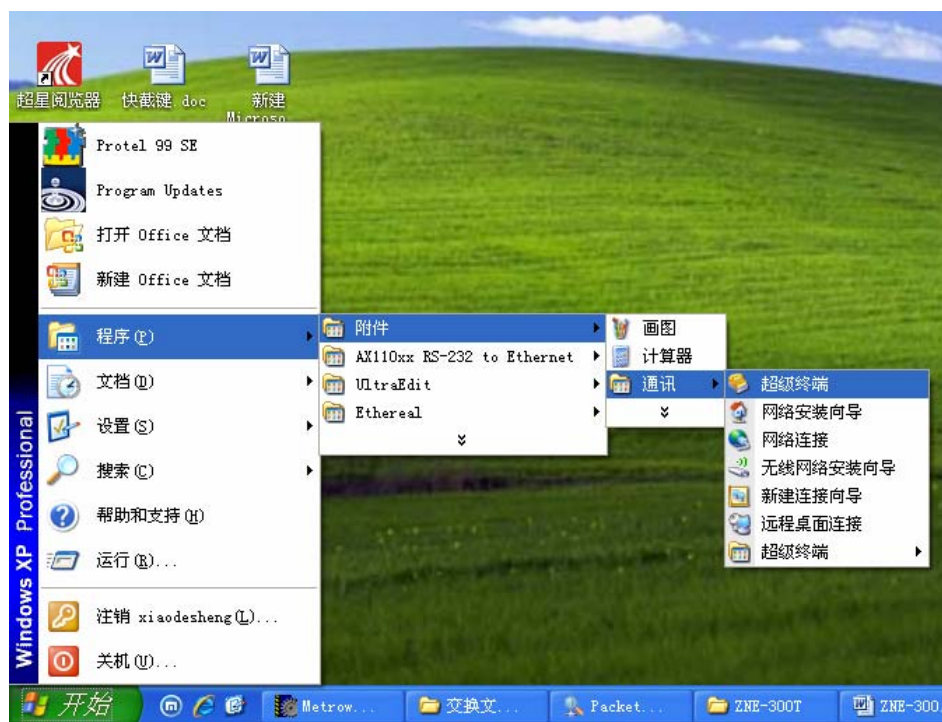 超星阅览器
快截键.doc
新建
Microso...
Protel 99 SE
Program Updates
打开 Office 文档
新建 Office 文档
程序(P)
文档(D)
设置(S)
搜索(C)
帮助和支持(H)
运行(R)...
注销 xiaodesheng(L)...
关机(U)...
Windows XP Professional
附件
AX110xx RS-232 to Ethernet
UltraEdit
Ethereal
画图
计算器
通讯
超级终端
网络安装向导
网络连接
无线网络安装向导
新建连接向导
远程桌面连接
超级终端
开始
Metrow...
交换文...
Packet...
ZNE-300T
ZNE-300